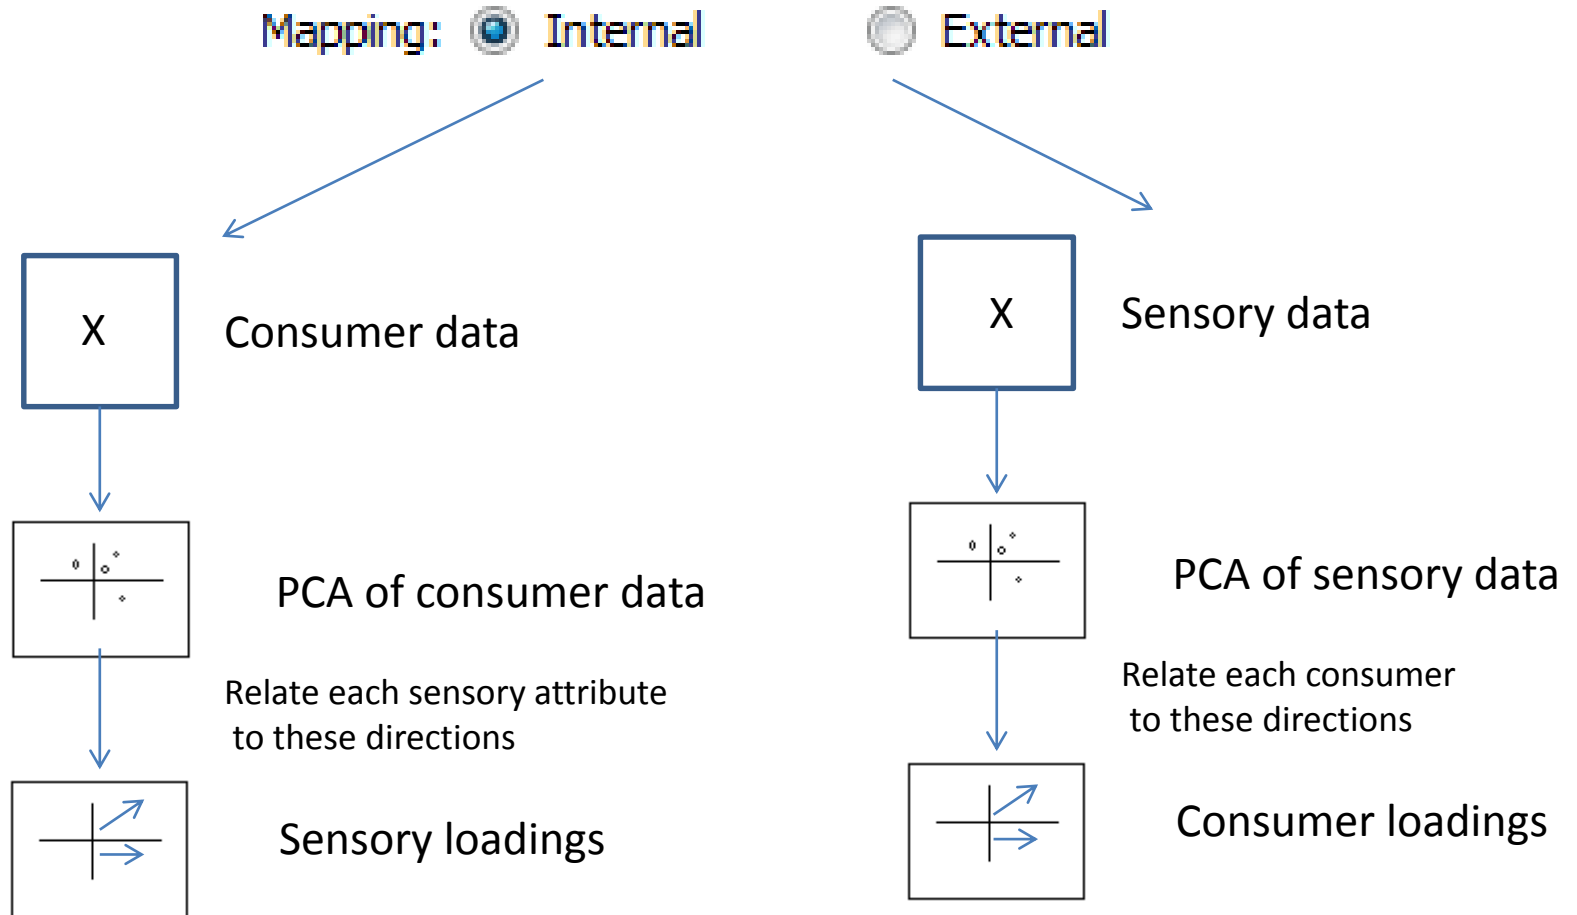 Mapping: Internal External
X Consumer data
X Sensory data
PCA of consumer data
PCA of sensory data
Relate each sensory attribute
to these directions
Relate each consumer
to these directions
Sensory loadings
Consumer loadings